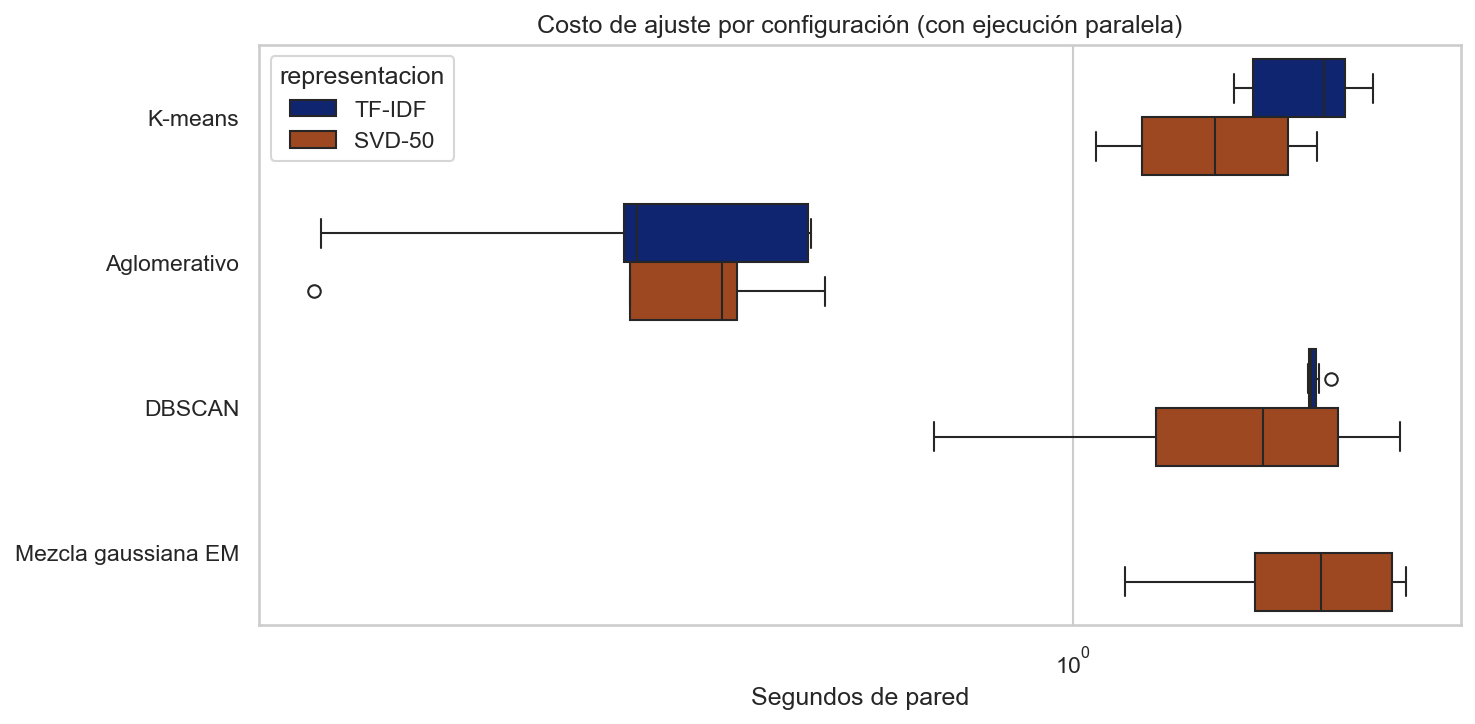 Costo de ajuste por configuración (con ejecución paralela)
representacion
TF-IDF
SVD-50
K-means
Aglomerativo
DBSCAN
Mezcla gaussiana EM
10^0
Segundos de pared